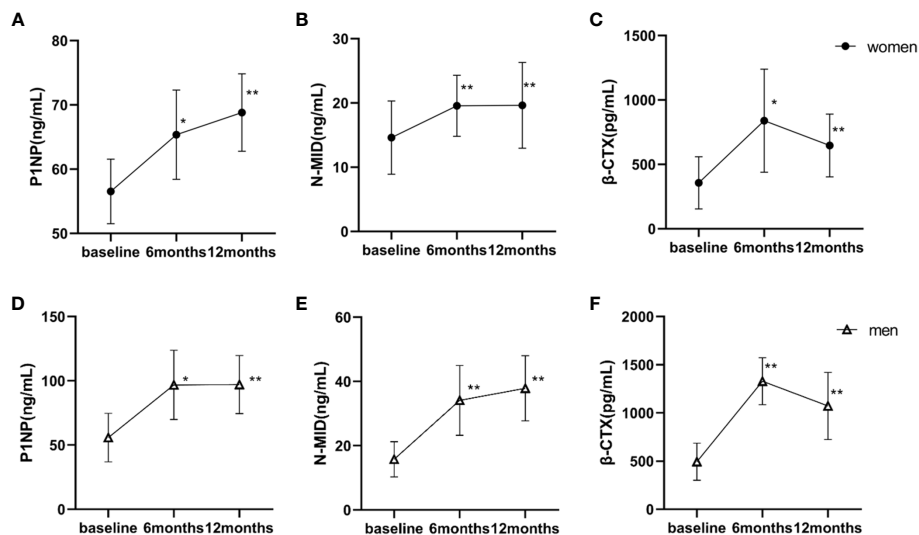 A
P1NP(ng/mL)
80
70
60
50
*
**
baseline 6months 12months
B
N-MID(ng/mL)
30
20
10
0
**
**
baseline 6months 12months
C
β-CTX(pg/mL)
1500
1000
500
0
*
**
baseline 6months 12months
women
D
P1NP(ng/mL)
150
100
50
0
*
**
baseline 6months 12months
E
N-MID(ng/mL)
60
40
20
0
**
**
baseline 6months 12months
F
β-CTX(pg/mL)
2000
1500
1000
500
0
**
**
baseline 6months 12months
men